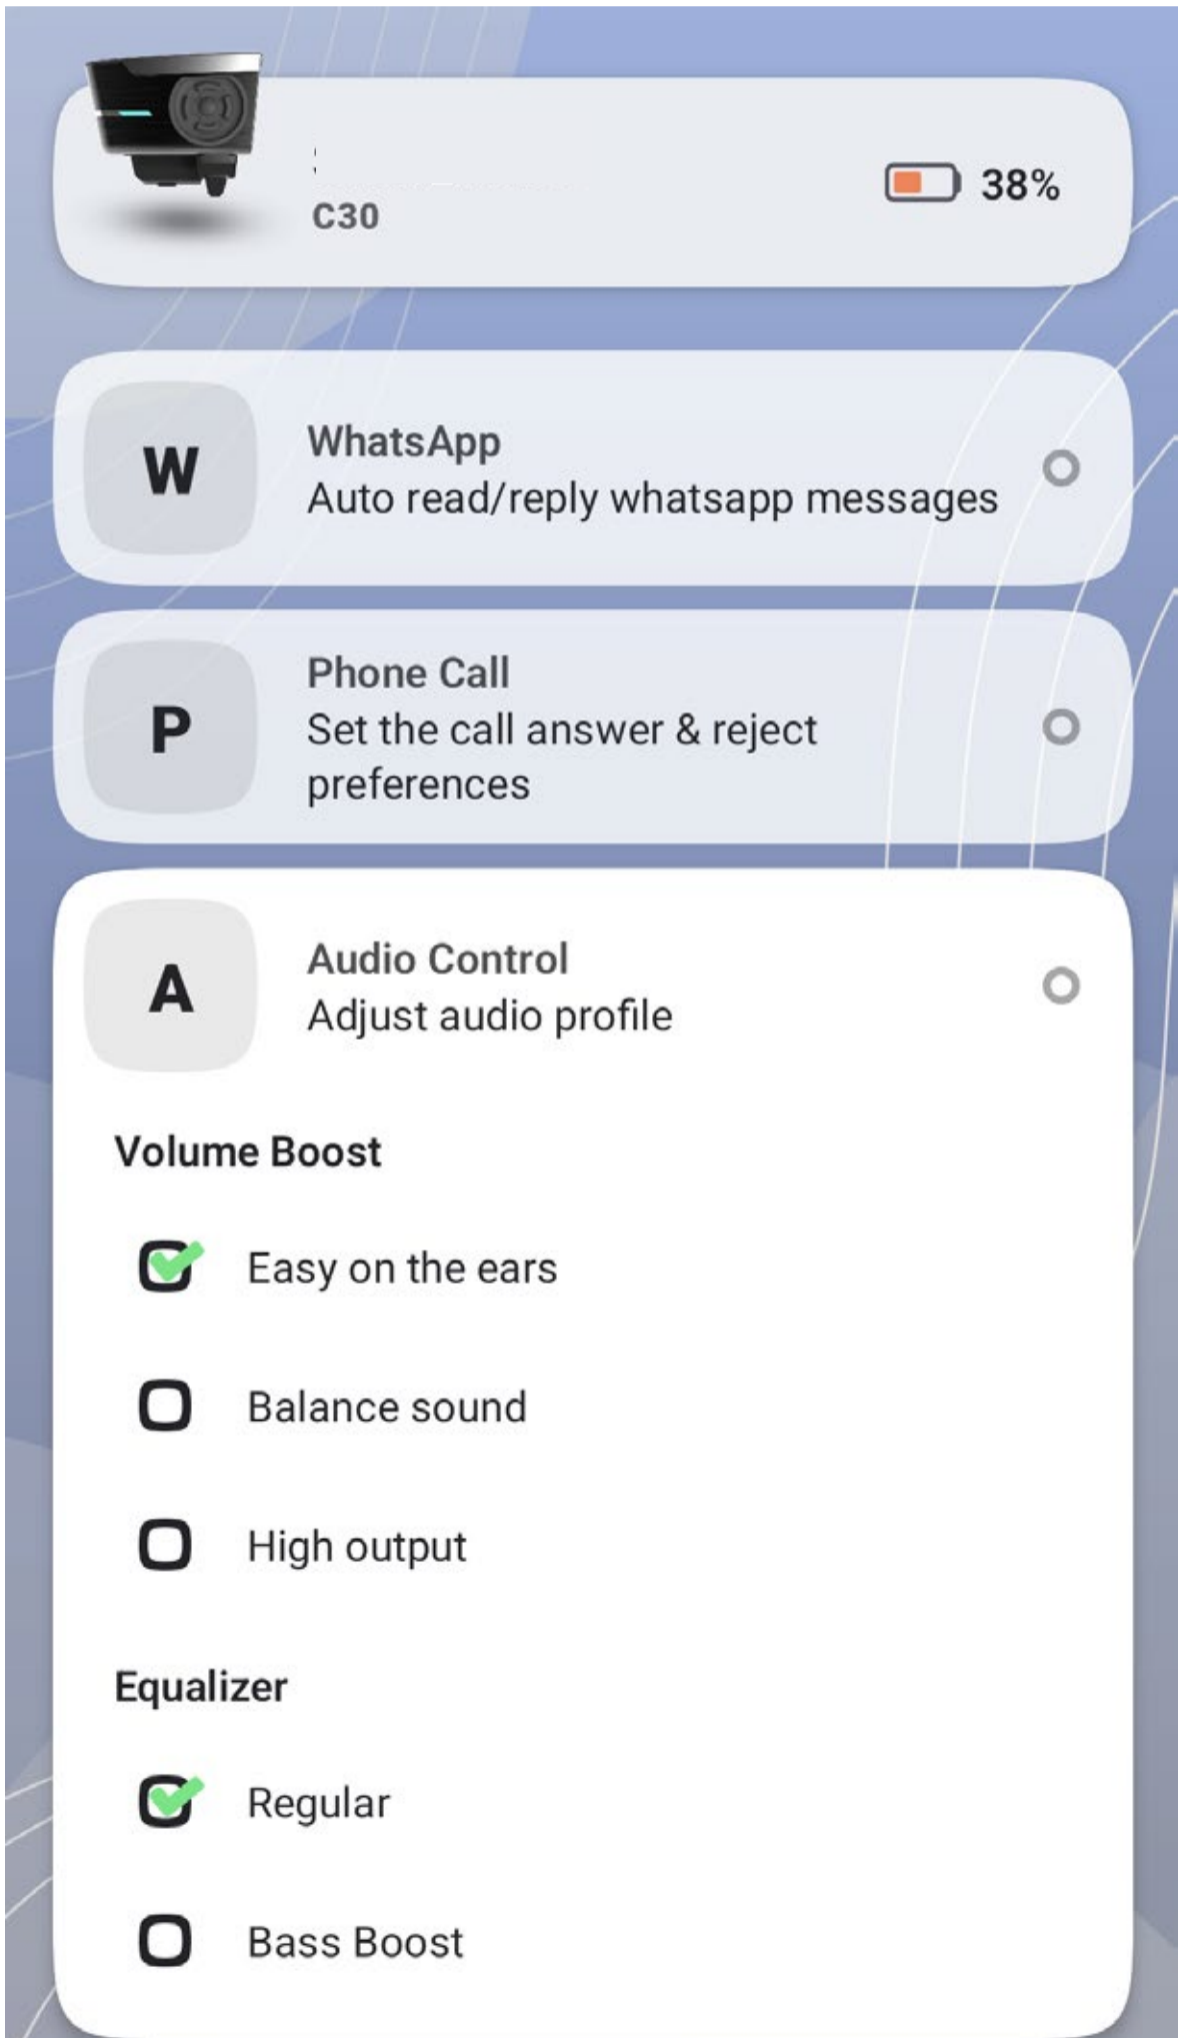 C30
38%
W
WhatsApp
Auto read/reply whatsapp messages
P
Phone Call
Set the call answer & reject
preferences
A
Audio Control
Adjust audio profile
Volume Boost
Easy on the ears
Balance sound
High output
Equalizer
Regular
Bass Boost